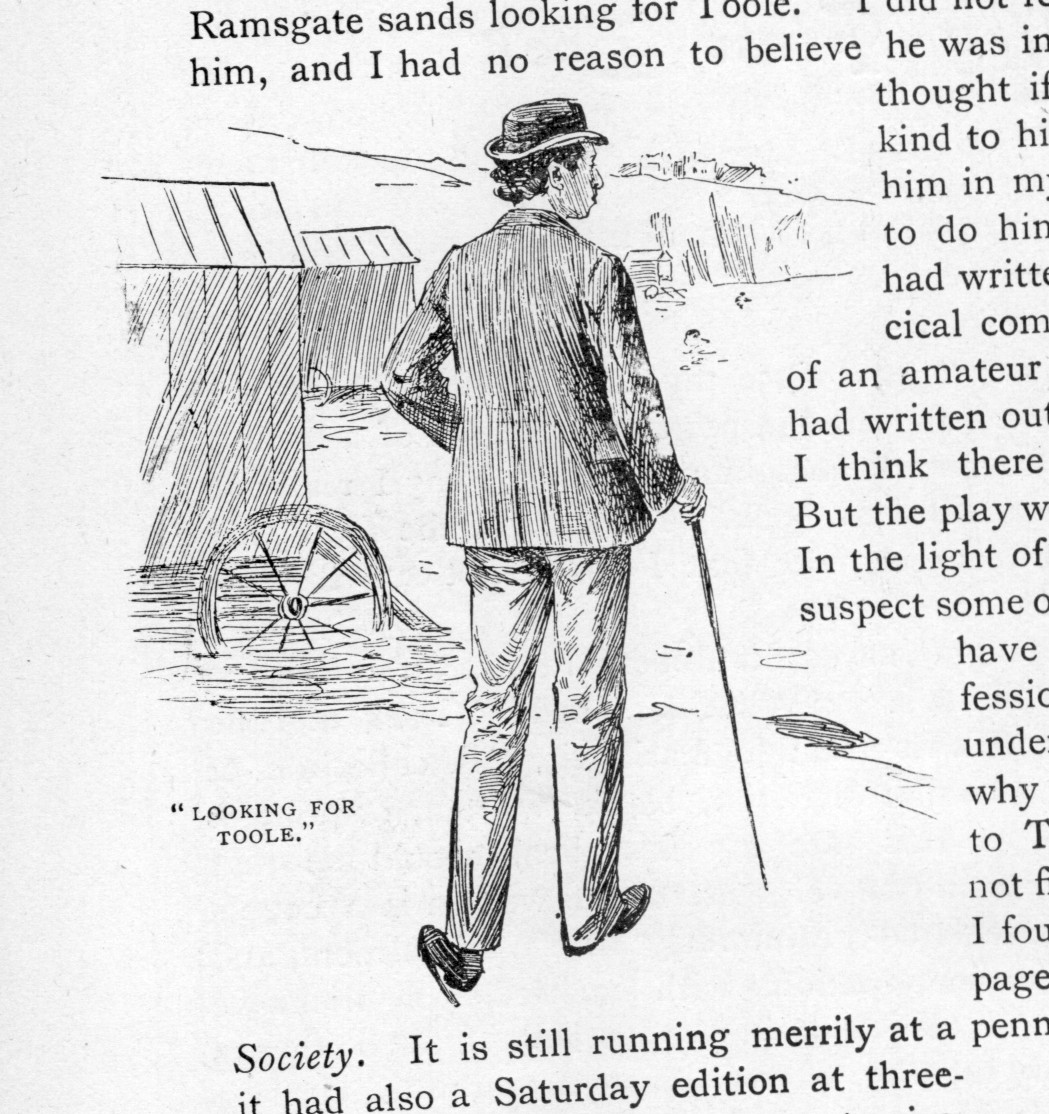 Ramsgate sands looking for Toole. I did not
him, and I had no reason to believe he was in
thought if
kind to hi
him in my
to do him
had writte
cical com
of an amateur
had written out
I think there
But the play w
In the light of
suspect some o
have
fessio
under
why
to T
not fi
I fou
page
“ LOOKING FOR
TOOLE.”
Society. It is still running merrily at a penn
it had also a Saturday edition at three-